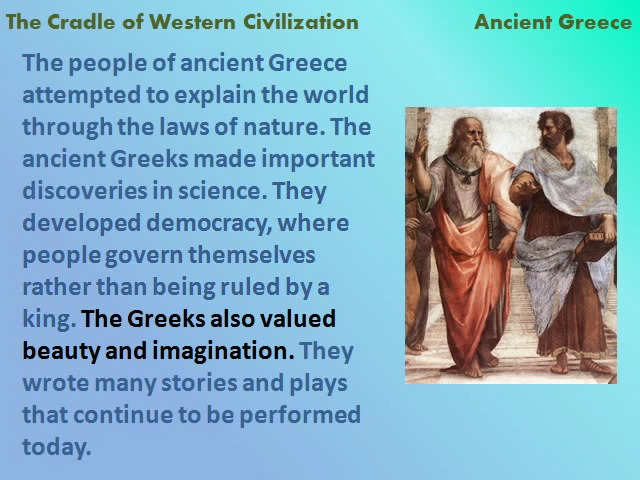 The Cradle of Western Civilization
Ancient Greece
The people of ancient Greece
attempted to explain the world
through the laws of nature. The
ancient Greeks made important
discoveries in science. They
developed democracy, where
people govern themselves
rather than being ruled by a
king. The Greeks also valued
beauty and imagination. They
wrote many stories and plays
that continue to be performed
today.